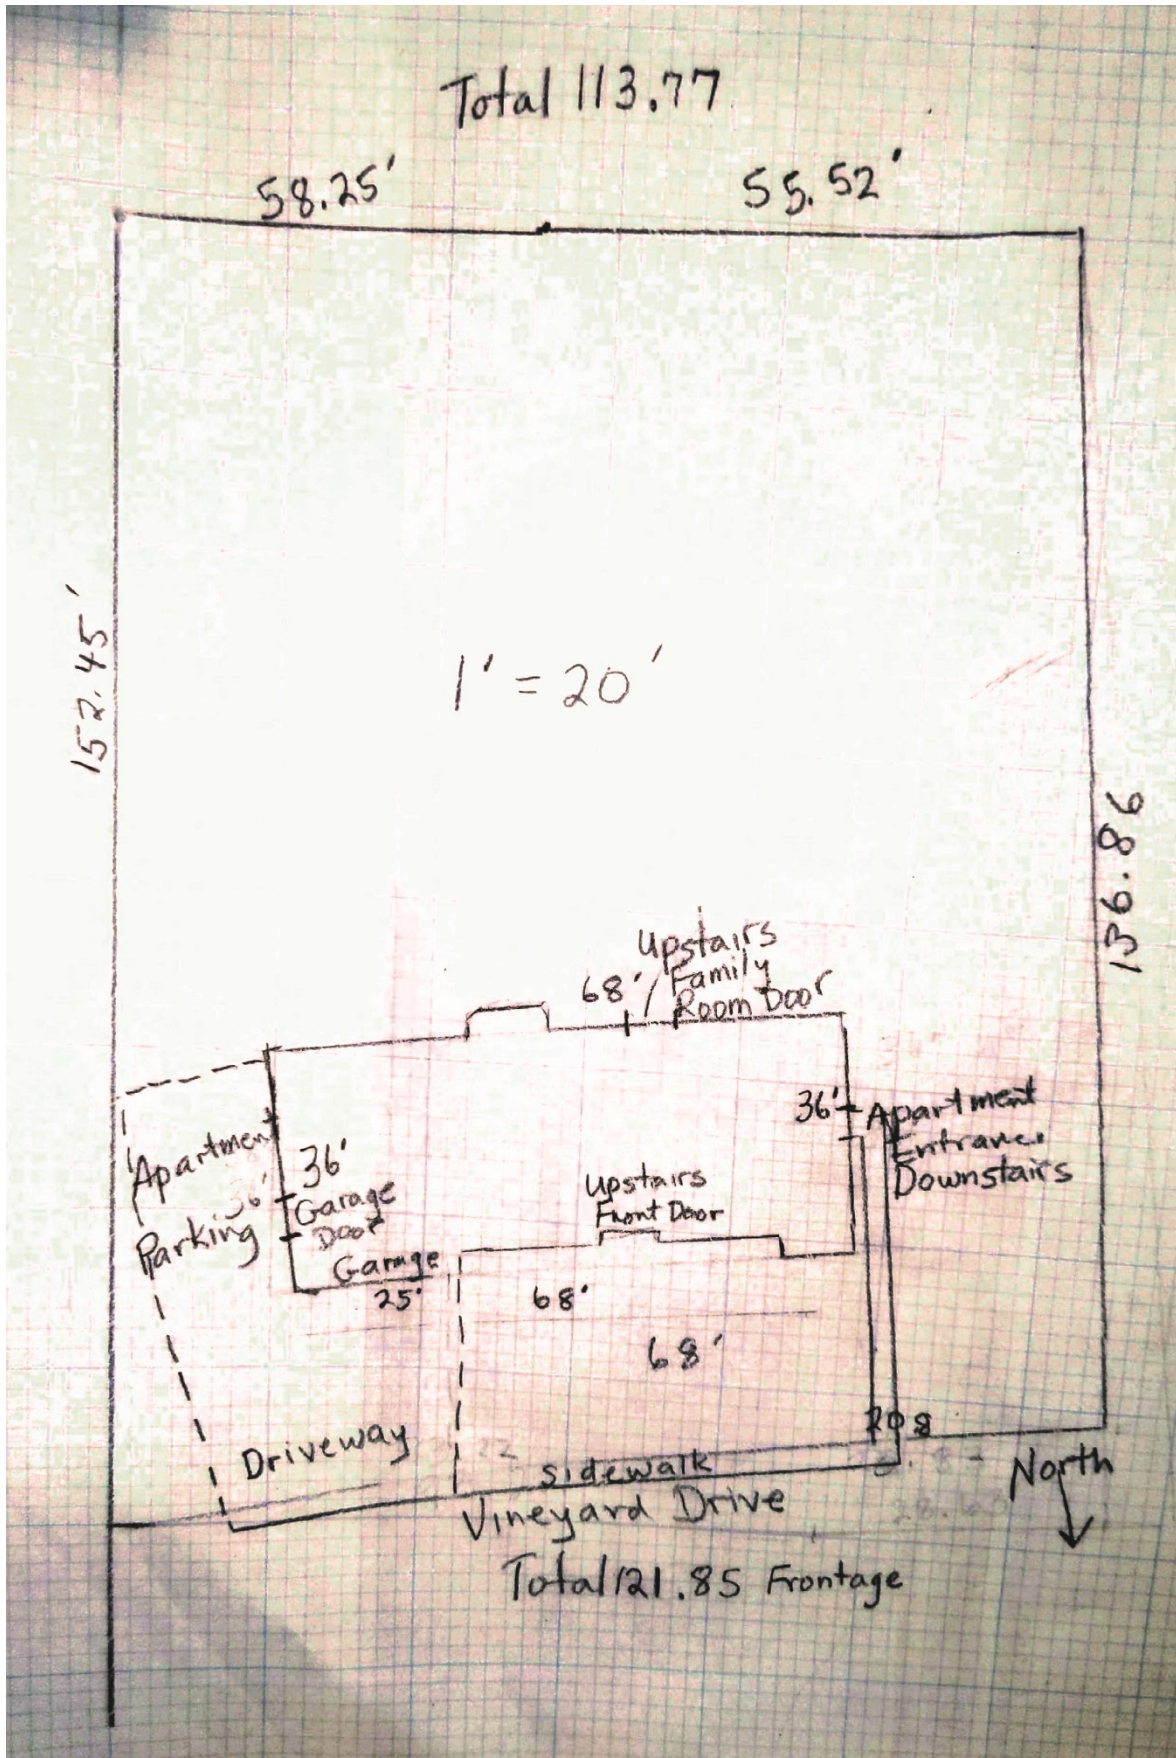 Total 113.77
58.25'
55.52'
152.45'
1' = 20'
136.86
68'
Upstairs
Family
Room Door
36'
Apartment
Entrance
Downstairs
Apartment
Parking
36'
36'
Garage
Door
Garage
25'
Upstairs
Front Door
68'
68'
Driveway
22
Sidewalk
Vineyard Drive
North
Total 121.85 Frontage